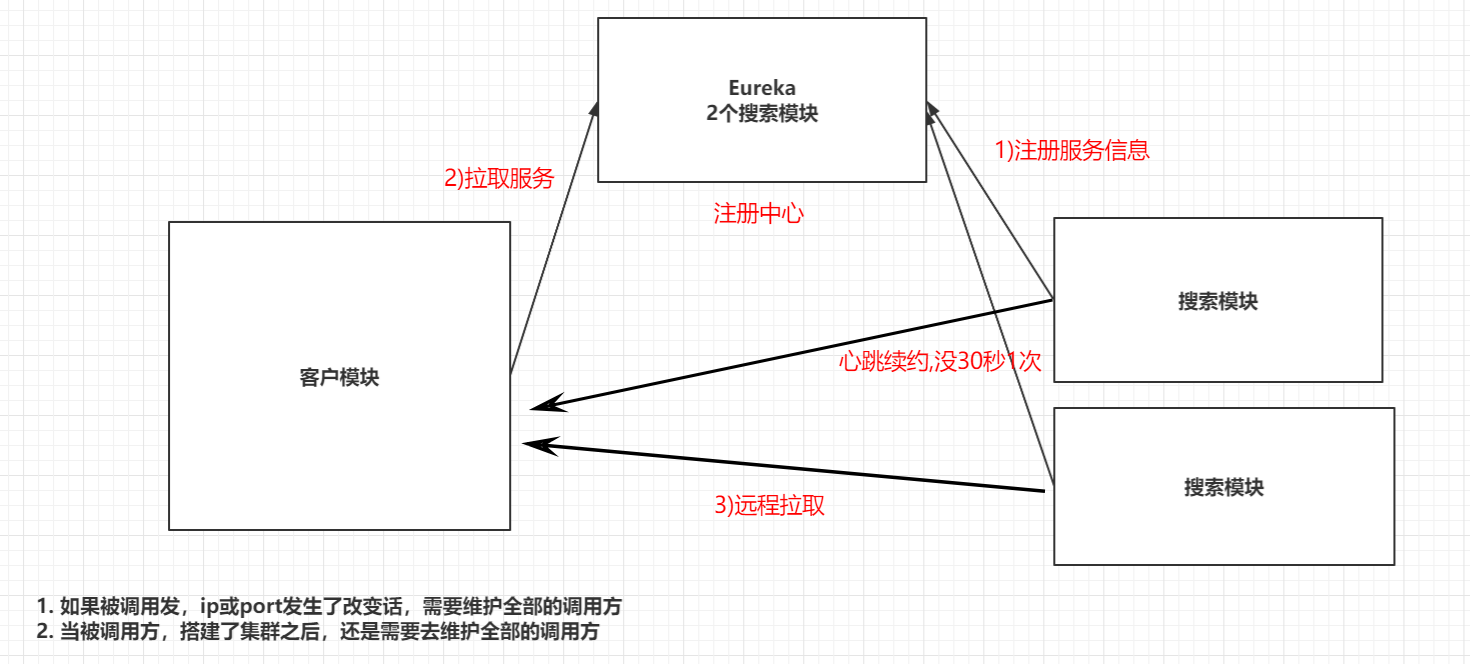 Eureka
2个搜索模块
1)注册服务信息
2)拉取服务
注册中心
搜索模块
客户模块
心跳续约,没30秒1次
搜索模块
3)远程拉取
1. 如果被调用发，ip或port发生了改变话，需要维护全部的调用方
2. 当被调用方，搭建了集群之后，还是需要去维护全部的调用方